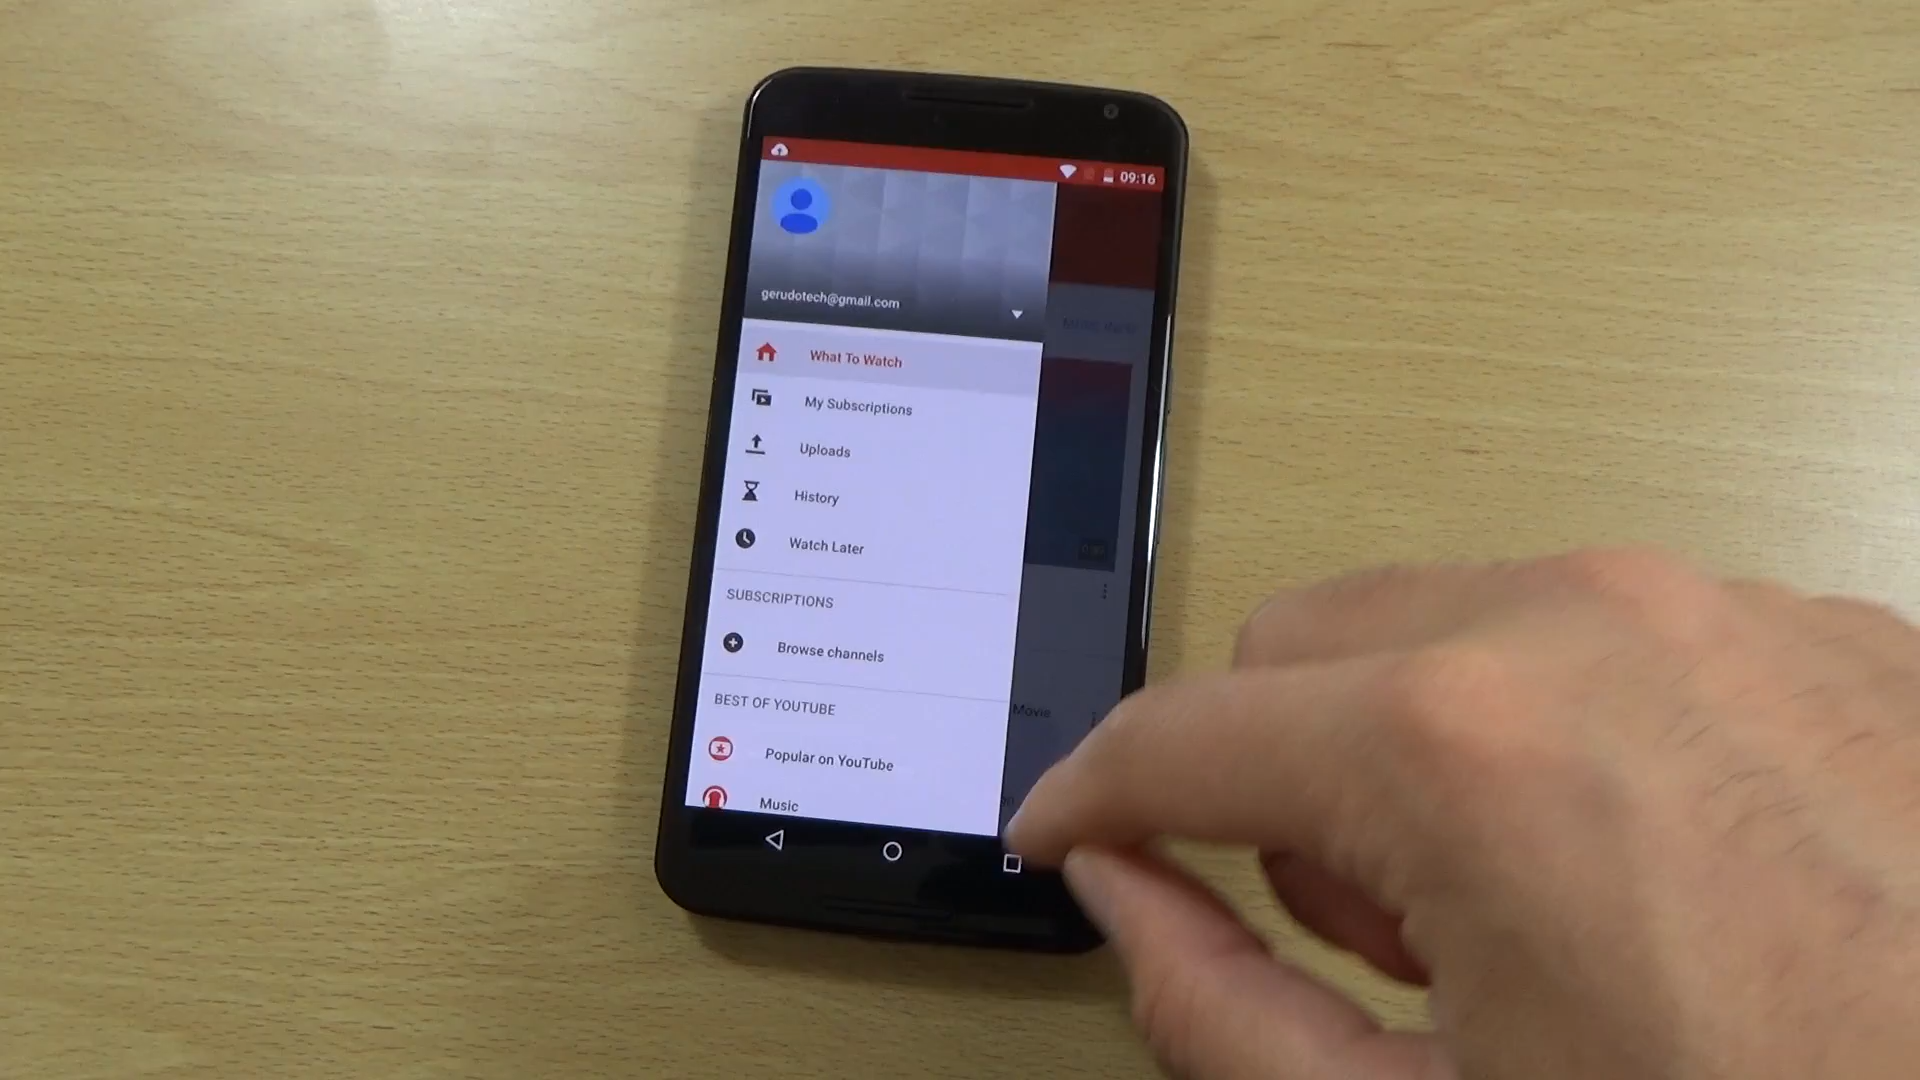 09:16
gerudotech@gmail.com
What To Watch
My Subscriptions
Uploads
History
Watch Later
SUBSCRIPTIONS
Browse channels
BEST OF YOUTUBE
Movie
Popular on YouTube
Music